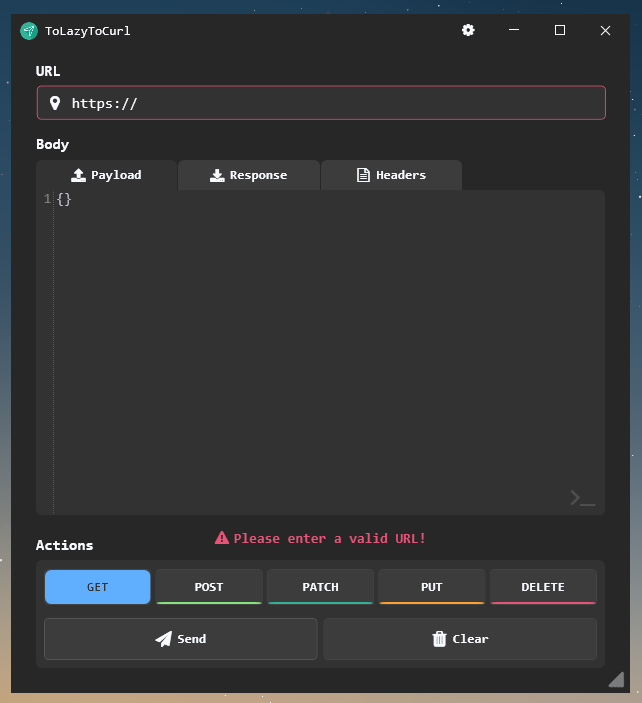 ToLazyToCurl
URL
https://
Body
Payload Response Headers
1 {}
>_
Please enter a valid URL!
Actions
GET POST PATCH PUT DELETE
Send Clear